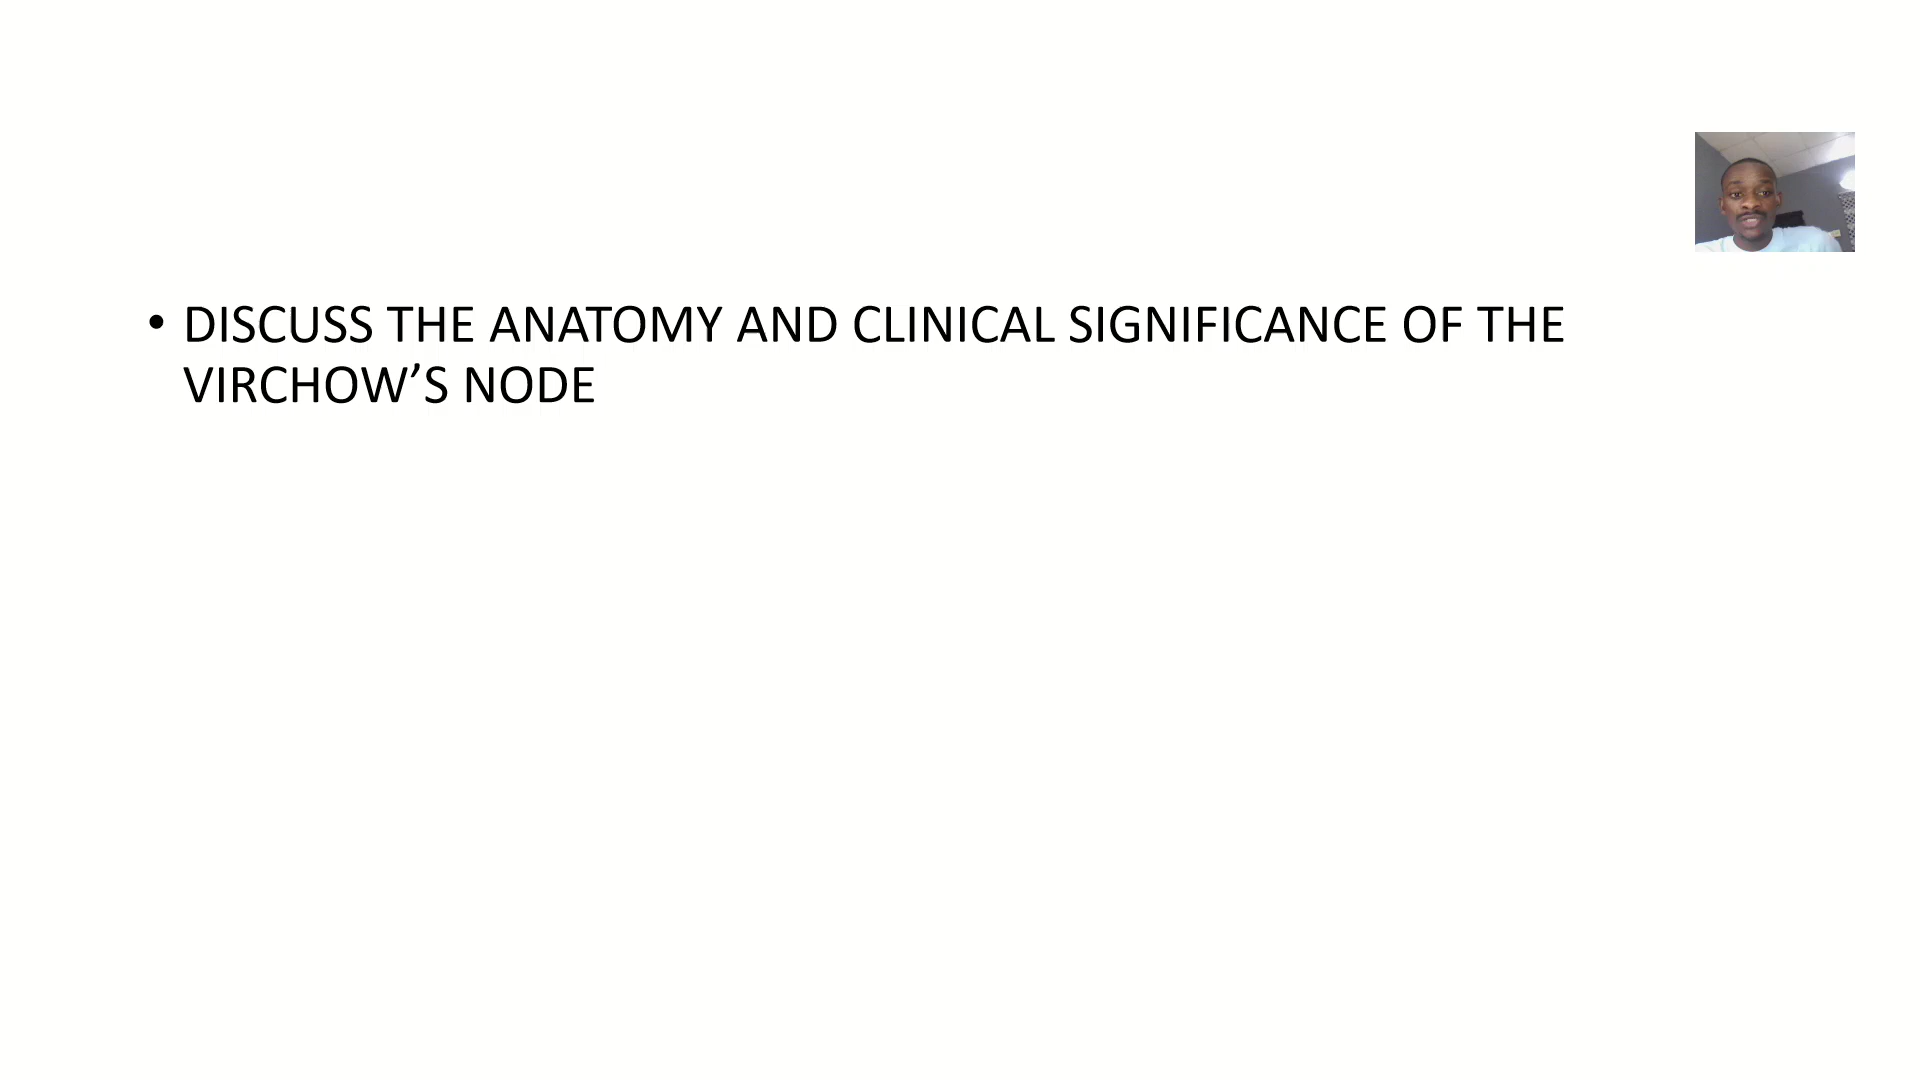 • DISCUSS THE ANATOMY AND CLINICAL SIGNIFICANCE OF THE
VIRCHOW’S NODE